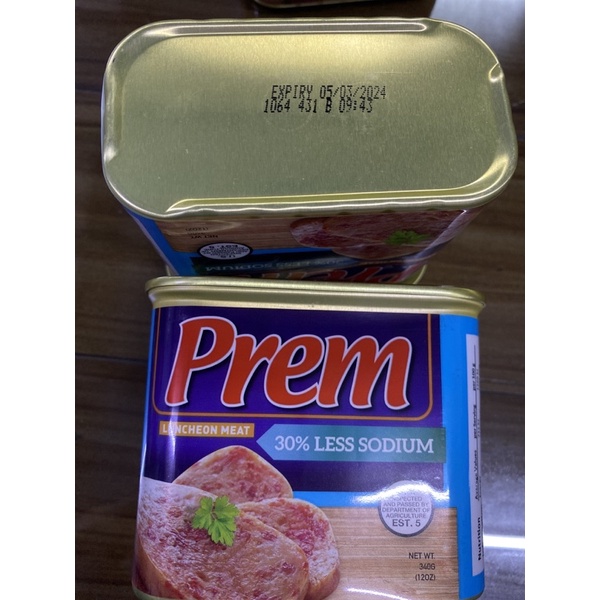 EXPIRY 05/03/2024
1064 431 B 09:43
Prem
LUNCHEON MEAT
30% LESS SODIUM
INSPECTED
AND PASSED BY
DEPARTMENT OF
AGRICULTURE
EST. 5
NET WT.
340G
(12OZ)
Nutrition